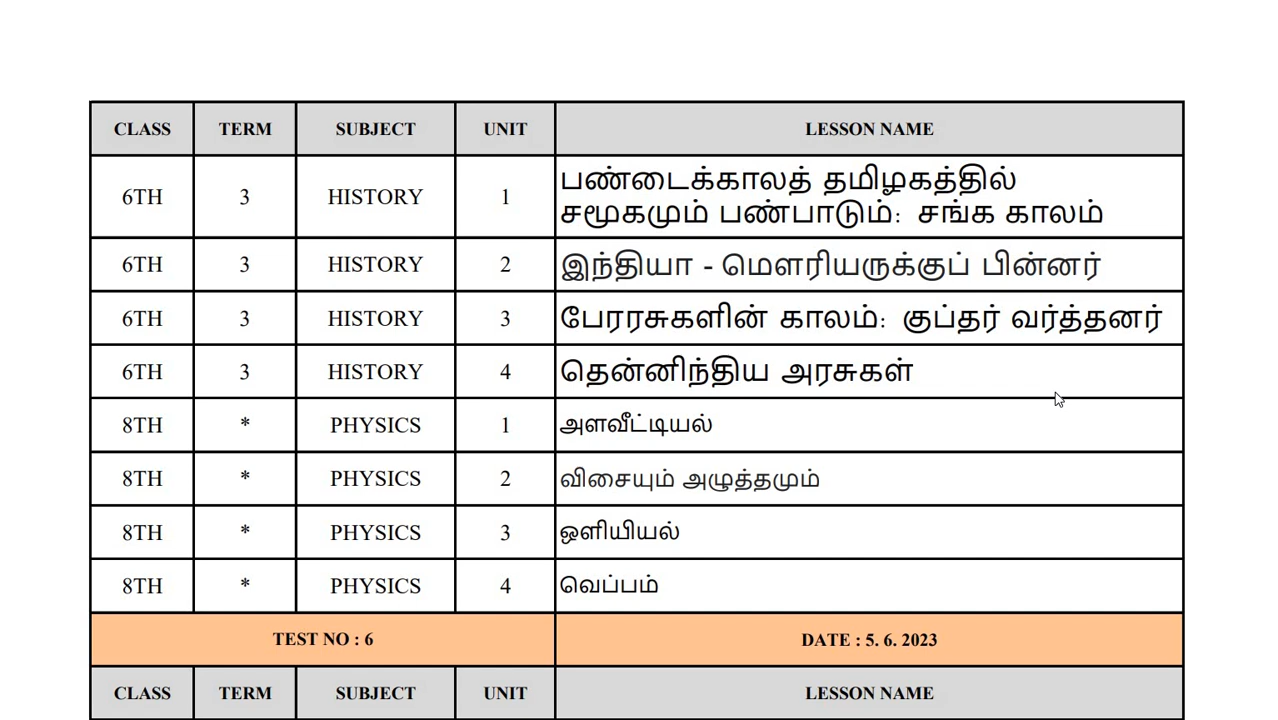 CLASS TERM SUBJECT UNIT LESSON NAME
6TH 3 HISTORY 1 பண்டைக்காலத் தமிழகத்தில்
சமூகமும் பண்பாடும்: சங்க காலம்
6TH 3 HISTORY 2 இந்தியா - மௌரியருக்குப் பின்னர்
6TH 3 HISTORY 3 பேரரசுகளின் காலம்: குப்தர் வர்த்தனர்
6TH 3 HISTORY 4 தென்னிந்திய அரசுகள்
8TH * PHYSICS 1 அளவீட்டியல்
8TH * PHYSICS 2 விசையும் அழுத்தமும்
8TH * PHYSICS 3 ஒளியியல்
8TH * PHYSICS 4 வெப்பம்
TEST NO : 6 DATE : 5. 6. 2023
CLASS TERM SUBJECT UNIT LESSON NAME